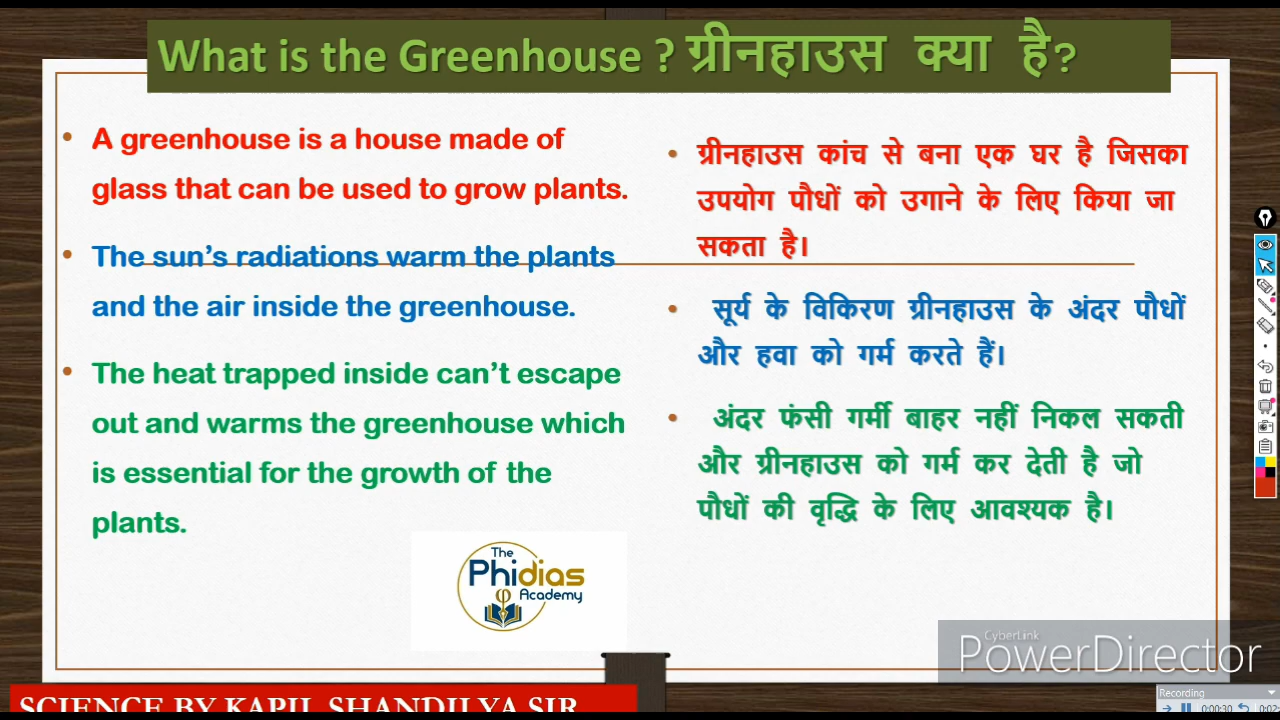 What is the Greenhouse ? ग्रीनहाउस क्या है?
A greenhouse is a house made of
glass that can be used to grow plants.
The sun's radiations warm the plants
and the air inside the greenhouse.
The heat trapped inside can't escape
out and warms the greenhouse which
is essential for the growth of the
plants.
ग्रीनहाउस कांच से बना एक घर है जिसका
उपयोग पौधों को उगाने के लिए किया जा
सकता है।
सूर्य के विकिरण ग्रीनहाउस के अंदर पौधों
और हवा को गर्म करते हैं।
अंदर फंसी गर्मी बाहर नहीं निकल सकती
और ग्रीनहाउस को गर्म कर देती है जो
पौधों की वृद्धि के लिए आवश्यक है।
The
Phidias
Academy
CyberLink
PowerDirector
SCIENCE BY KAPIL SHANDILYA SIR
Recording
0:00:30